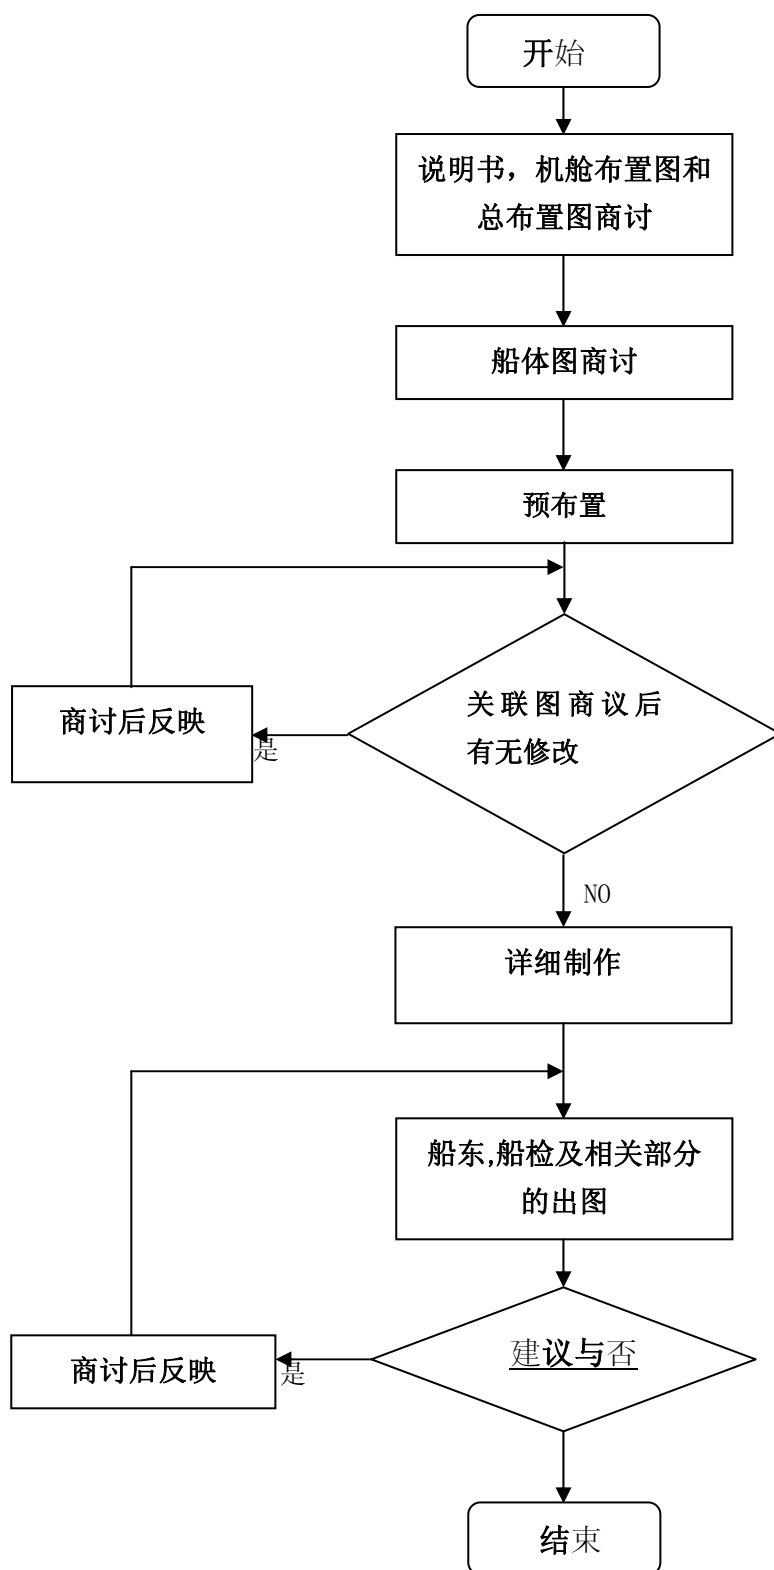 开始
说明书，机舱布置图和
总布置图商讨
船体图商讨
预布置
关联图商议后
有无修改
商讨后反映
是
NO
详细制作
船东,船检及相关部分
的出图
建议与否
商讨后反映
是
结束